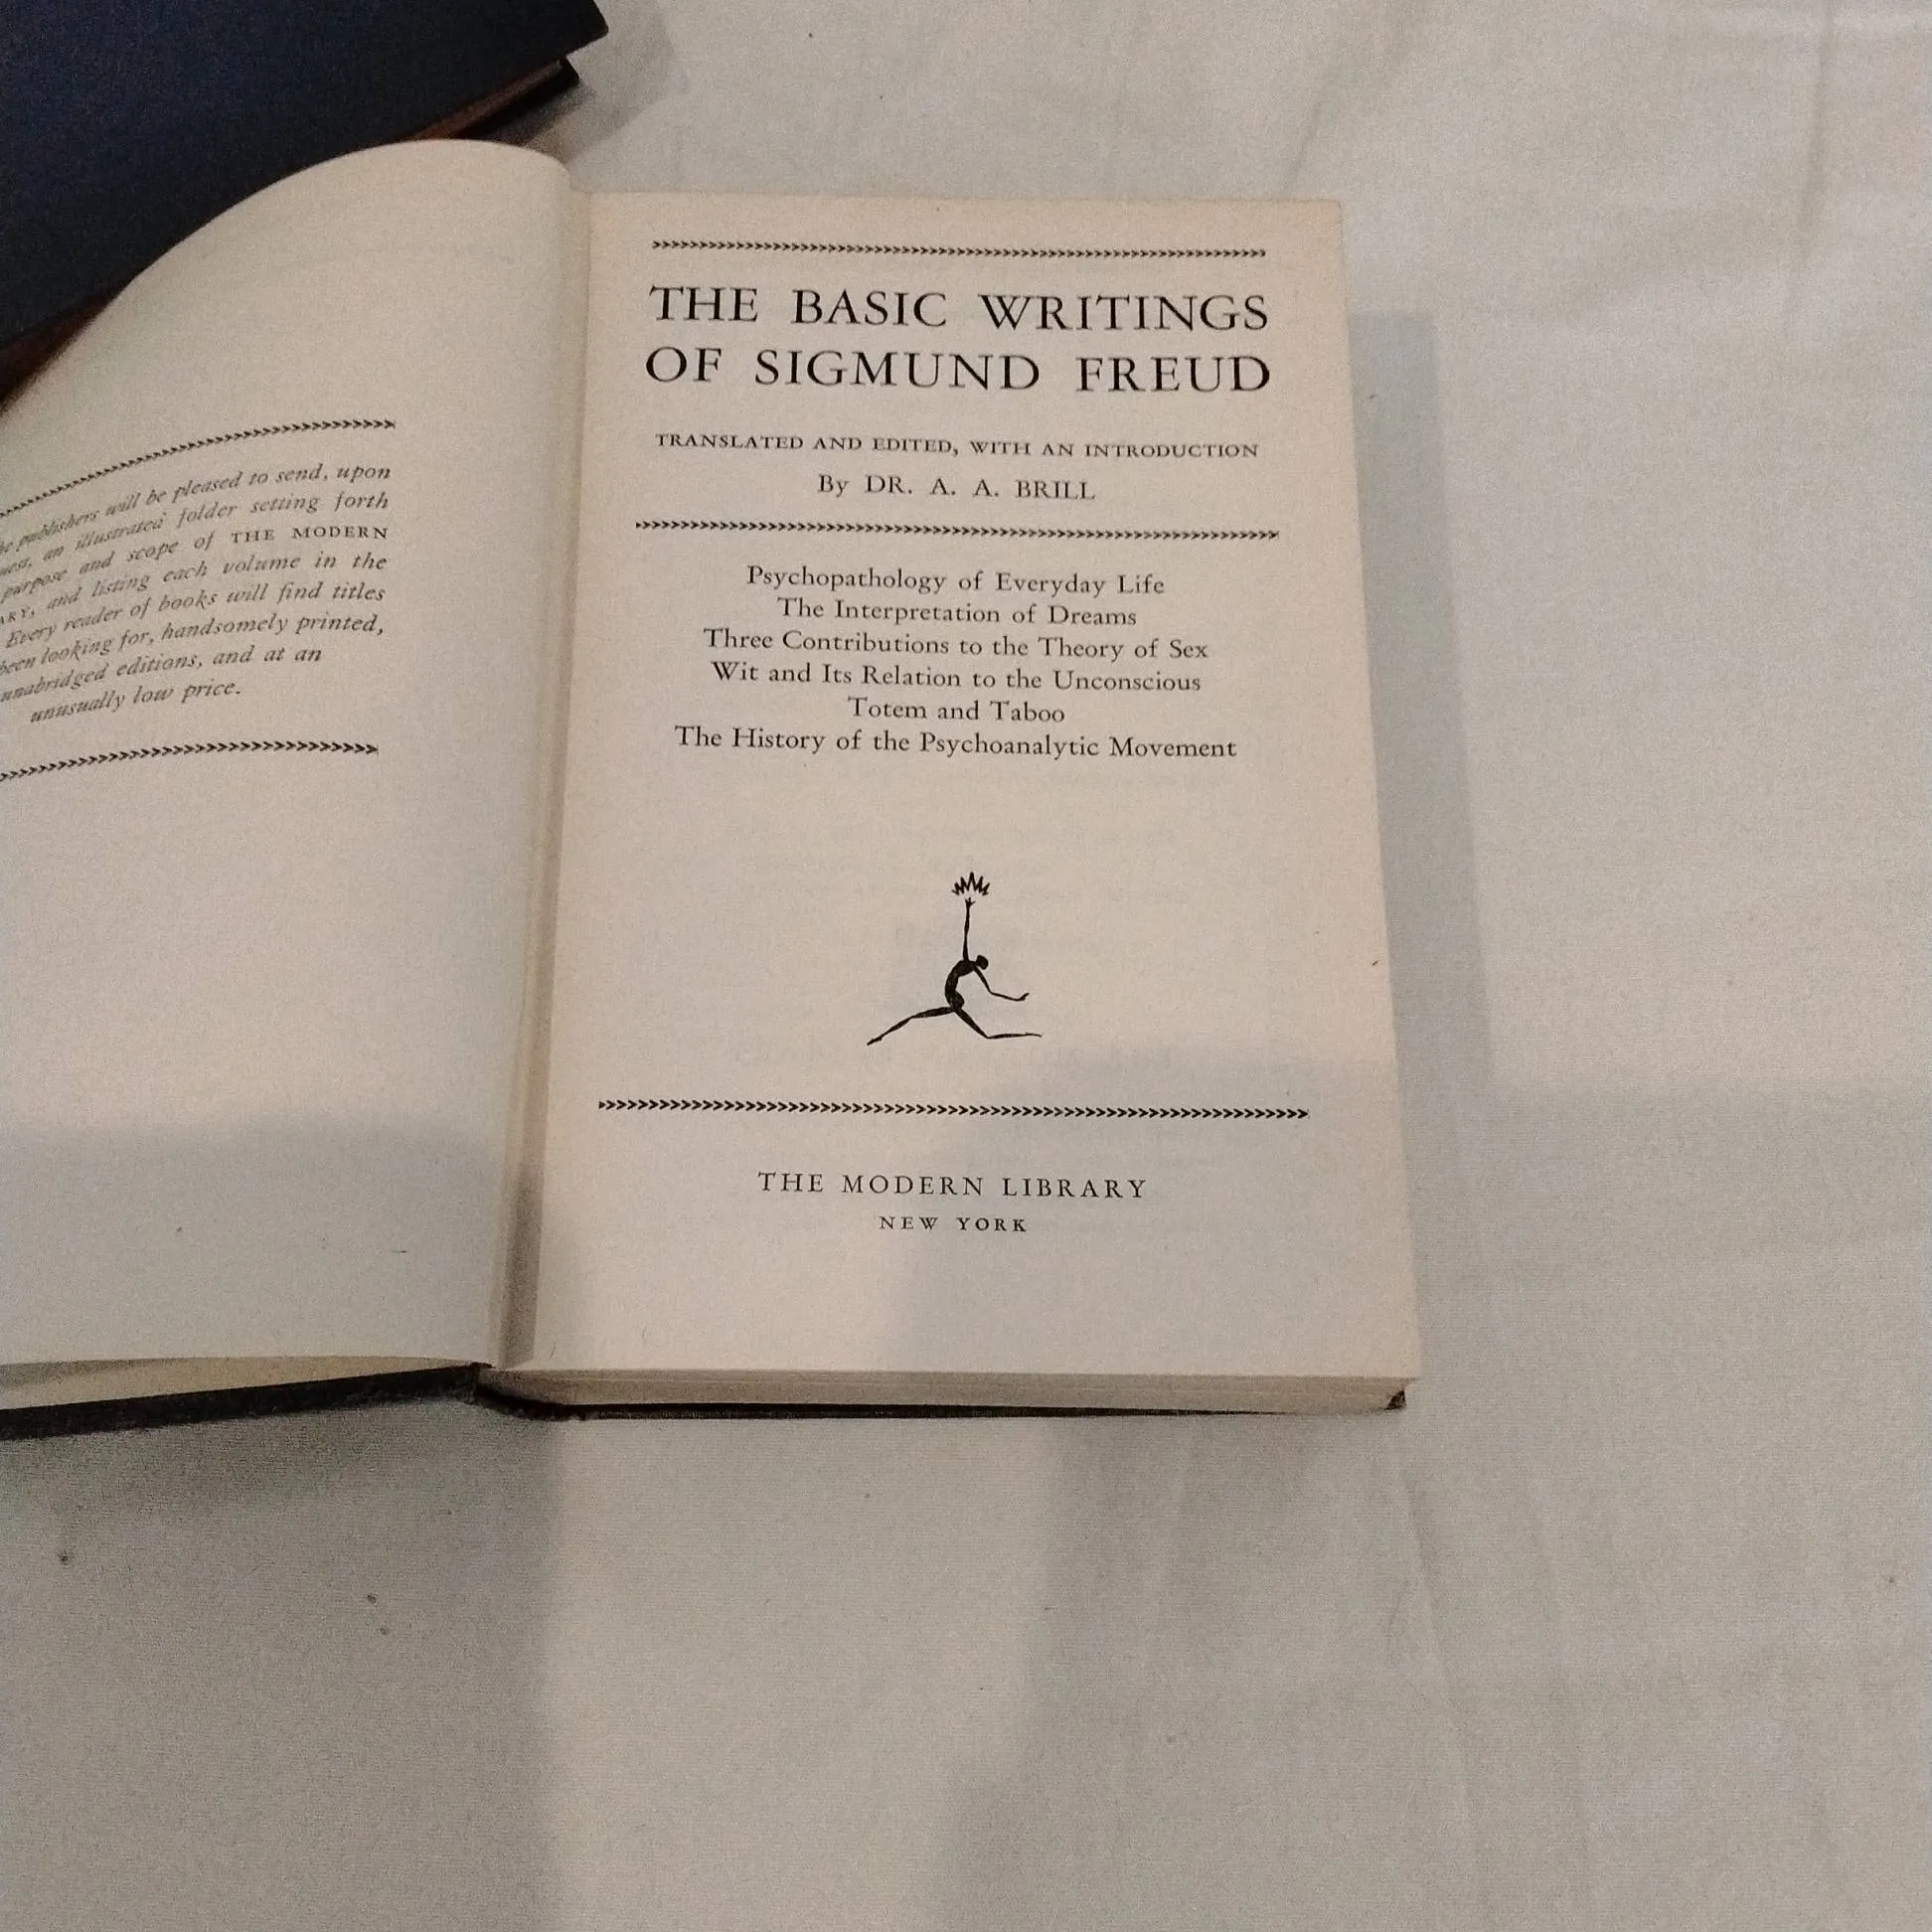 publishers will be pleased to send, upon
an illustrated folder setting forth
purpose and scope of THE MODERN
and listing each volume in the
Every reader of books will find titles
been looking for, handsomely printed,
unabridged editions, and at an
unusually low price.
THE BASIC WRITINGS
OF SIGMUND FREUD
TRANSLATED AND EDITED, WITH AN INTRODUCTION
By DR. A. A. BRILL
Psychopathology of Everyday Life
The Interpretation of Dreams
Three Contributions to the Theory of Sex
Wit and Its Relation to the Unconscious
Totem and Taboo
The History of the Psychoanalytic Movement
THE MODERN LIBRARY
NEW YORK